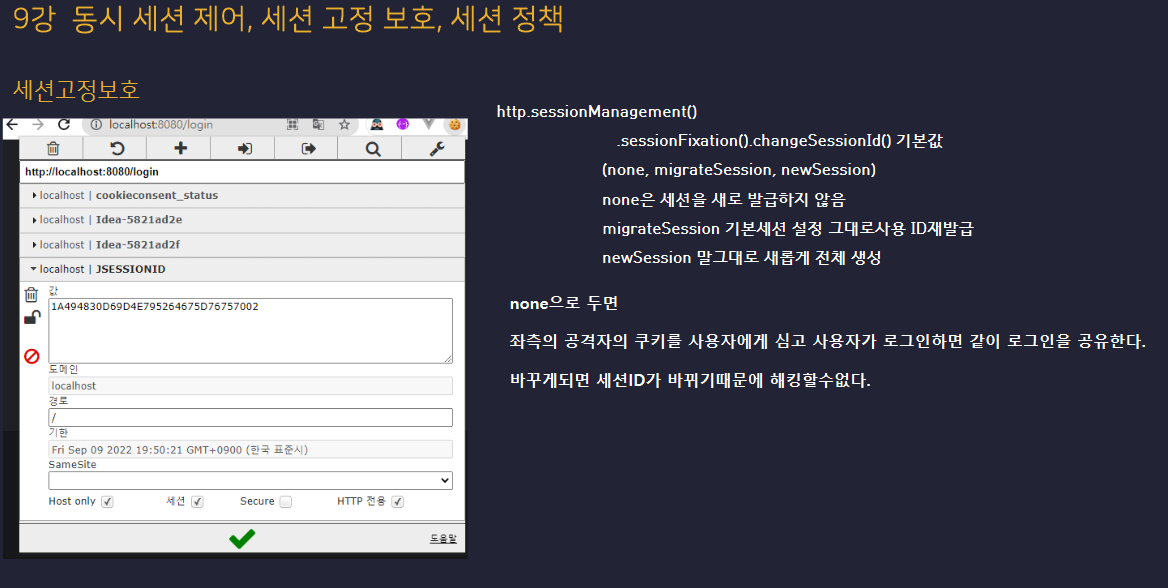 9강 동시 세션 제어, 세션 고정 보호, 세션 정책
세션고정보호
localhost:8080/login
http://localhost:8080/login
localhost | cookieconsent_status
localhost | Idea-5821ad2e
localhost | Idea-5821ad2f
localhost | JSESSIONID
값
1A494830D69D4E795264675D76757002
도메인
localhost
경로
/
기한
Fri Sep 09 2022 19:50:21 GMT+0900 (한국 표준시)
SameSite
Host only 세션 Secure HTTP 전용
도움말
http.sessionManagement()
.sessionFixation().changeSessionId() 기본값
(none, migrateSession, newSession)
none은 세션을 새로 발급하지 않음
migrateSession 기본세션 설정 그대로사용 ID재발급
newSession 말그대로 새롭게 전체 생성
none으로 두면
좌측의 공격자의 쿠키를 사용자에게 심고 사용자가 로그인하면 같이 로그인을 공유한다.
바꾸게되면 세션ID가 바뀌기때문에 해킹할수없다.